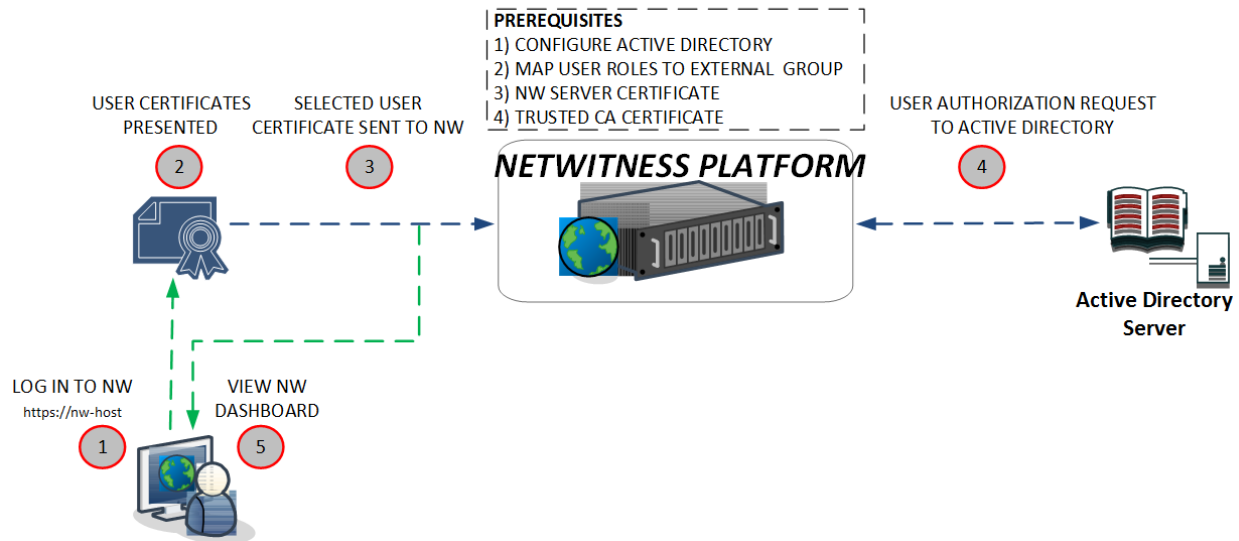 PREREQUISITES
1) CONFIGURE ACTIVE DIRECTORY
2) MAP USER ROLES TO EXTERNAL GROUP
3) NW SERVER CERTIFICATE
4) TRUSTED CA CERTIFICATE
USER CERTIFICATES
PRESENTED
2
SELECTED USER
CERTIFICATE SENT TO NW
3
USER AUTHORIZATION REQUEST
TO ACTIVE DIRECTORY
4
NETWITNESS PLATFORM
Active Directory
Server
LOG IN TO NW
https://nw-host
1
VIEW NW
DASHBOARD
5